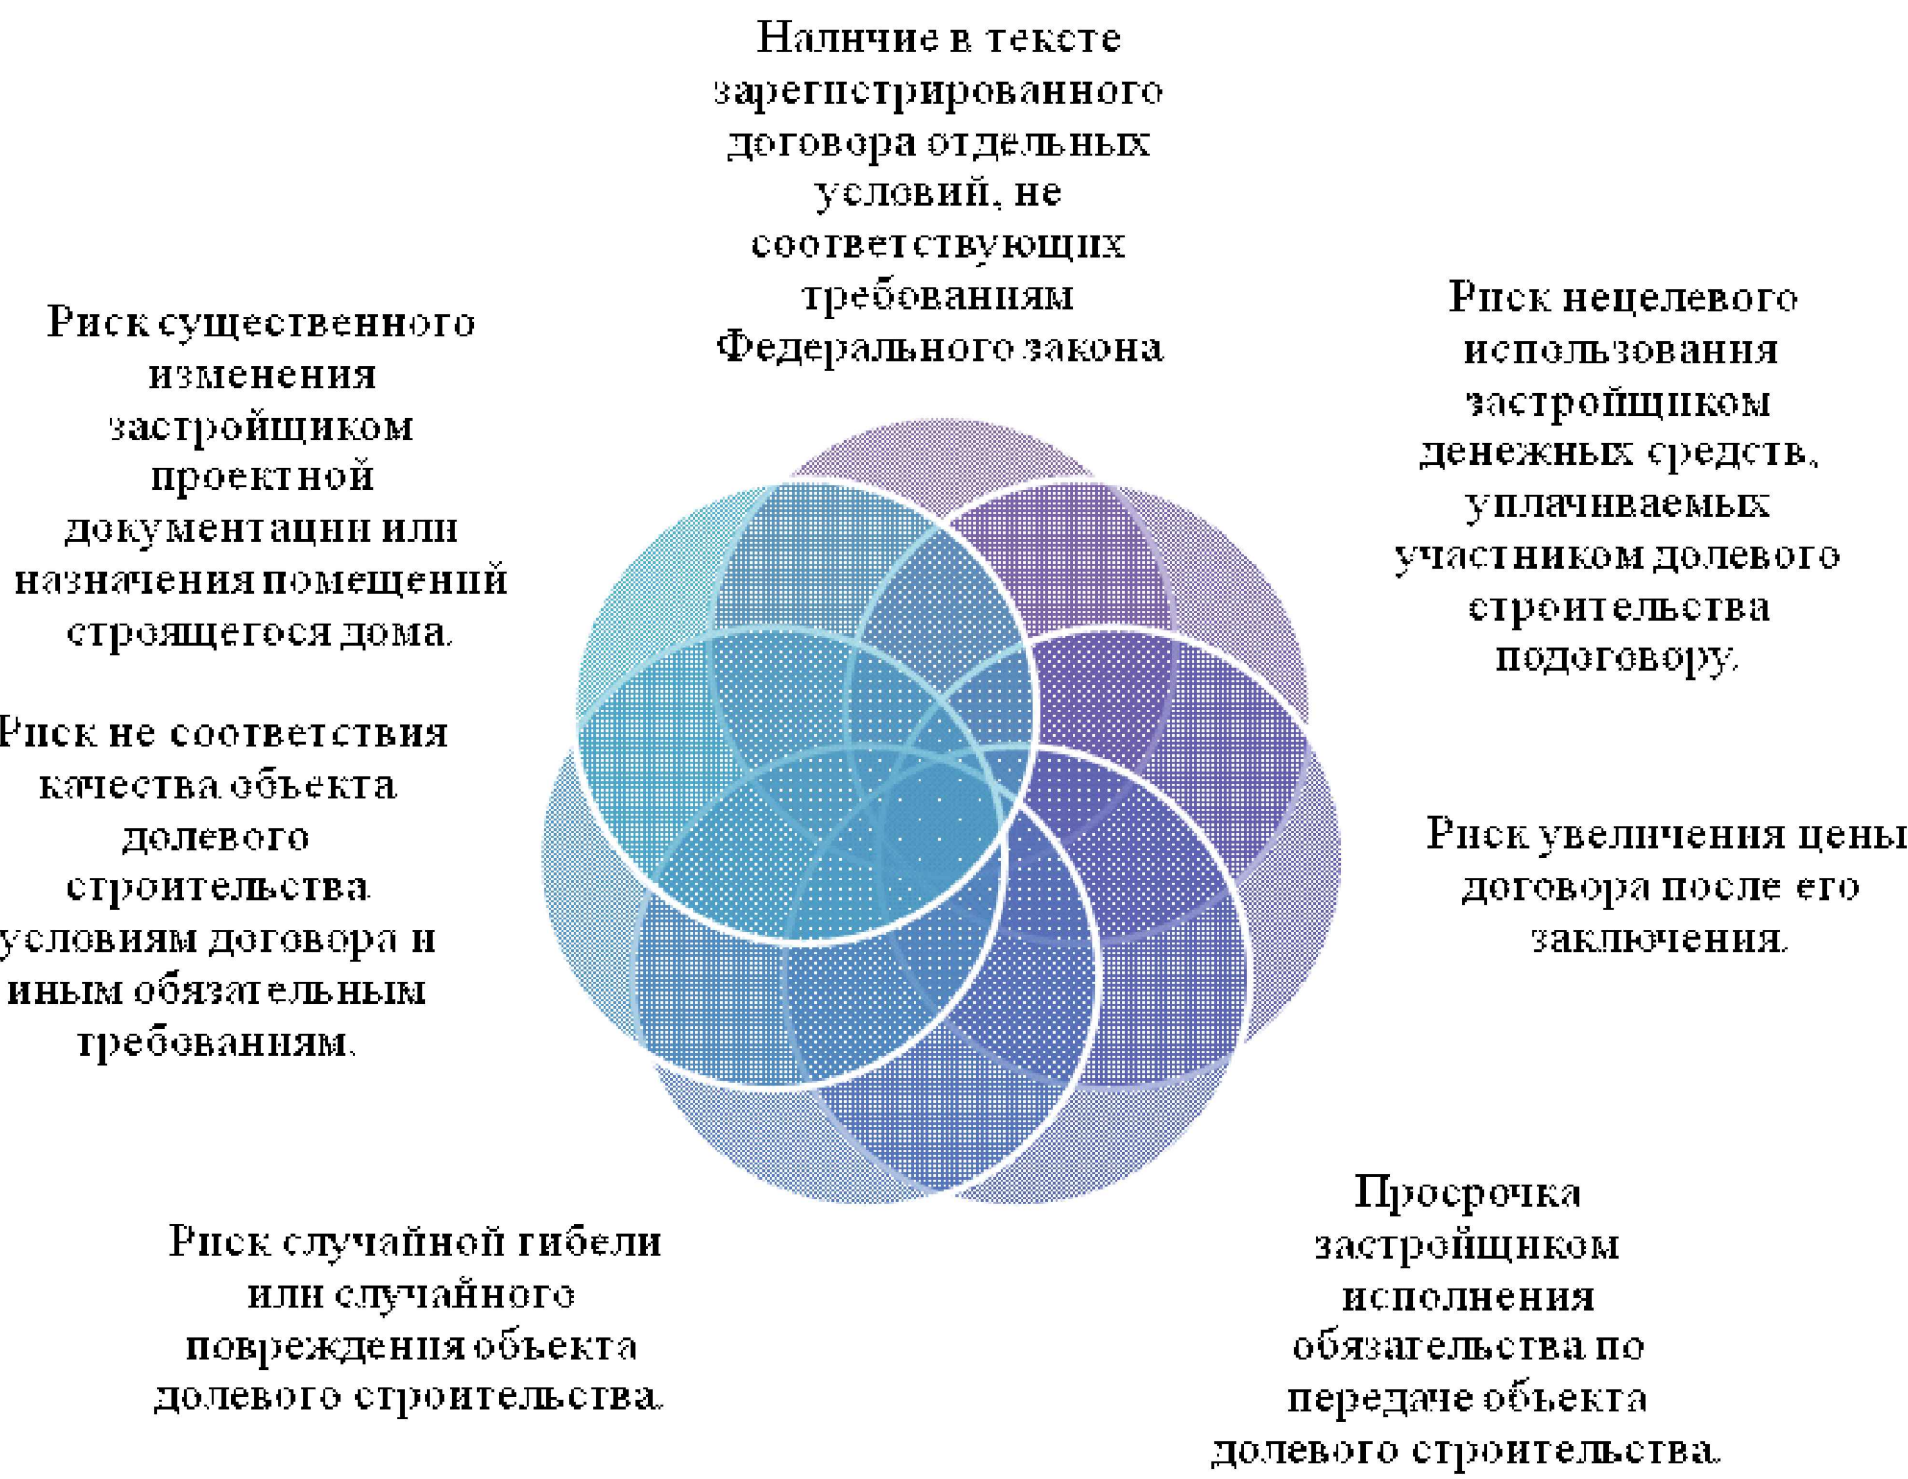 Наличие в тексте
зарегистрированного
договора отдельных
условий, не
соответствующих
требованиям
Федерального закона
Риск нецелевого
использования
застройщиком
денежных средств,
уплачиваемых
участником долевого
строительства
подоговору.
Риск увеличения цены
договора после его
заключения.
Просрочка
застройщиком
исполнения
обязательства по
передаче объекта
долевого строительства.
Риск случайной гибели
или случайного
повреждения объекта
долевого строительства.
Риск не соответствия
качества объекта
долевого
строительства
условиям договора и
иным обязательным
требованиям.
Риск существенного
изменения
застройщиком
проектной
документации или
назначения помещений
строящегося дома.